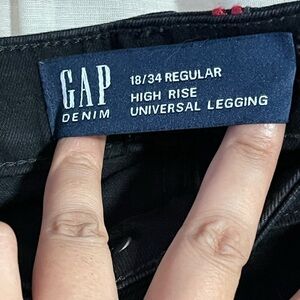 GAP
DENIM
18/34 REGULAR
HIGH RISE
UNIVERSAL LEGGING